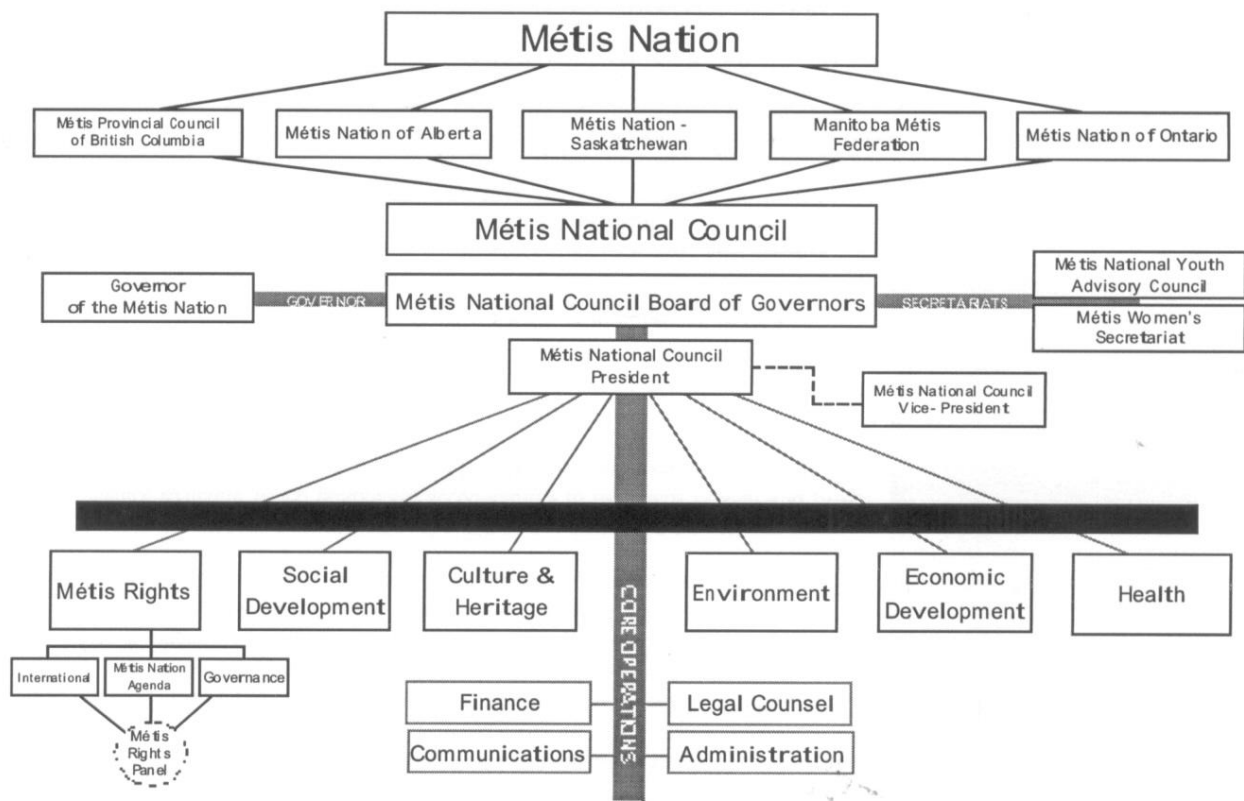 Métis Nation
Métis Provincial Council
of British Columbia
Métis Nation of Alberta
Métis Nation -
Saskatchewan
Manitoba Métis
Federation
Métis Nation of Ontario
Métis National Council
Governor
of the Métis Nation
GOVERNOR
Métis National Council Board of Governors
SECRETARIATS
Métis National Youth
Advisory Council
Métis Women's
Secretariat
Métis National Council
President
Métis National Council
Vice-President
Métis Rights
Social
Development
Culture &
Heritage
Environment
Economic
Development
Health
International
Métis Nation
Agenda
Governance
Métis
Rights
Panel
CORE OPERATIONS
Finance
Legal Counsel
Communications
Administration